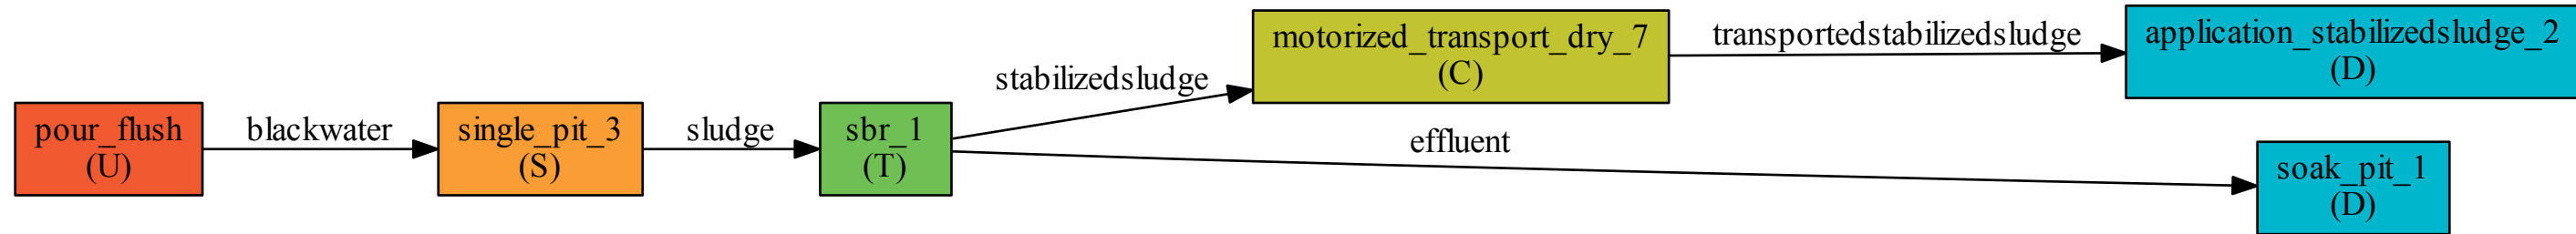 pour_flush
(U)
blackwater
single_pit_3
(S)
sludge
sbr_1
(T)
stabilizedsludge
motorized_transport_dry_7
(C)
transportedstabilizedsludge
application_stabilizedsludge_2
(D)
effluent
soak_pit_1
(D)